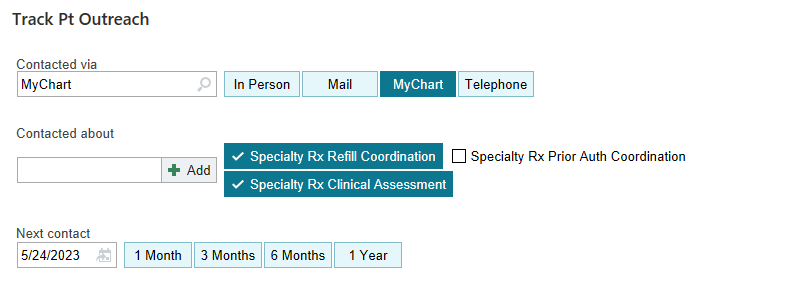 Track Pt Outreach
Contacted via
MyChart In Person Mail MyChart Telephone
Contacted about
Specialty Rx Refill Coordination Specialty Rx Prior Auth Coordination
Add
Specialty Rx Clinical Assessment
Next contact
5/24/2023 1 Month 3 Months 6 Months 1 Year